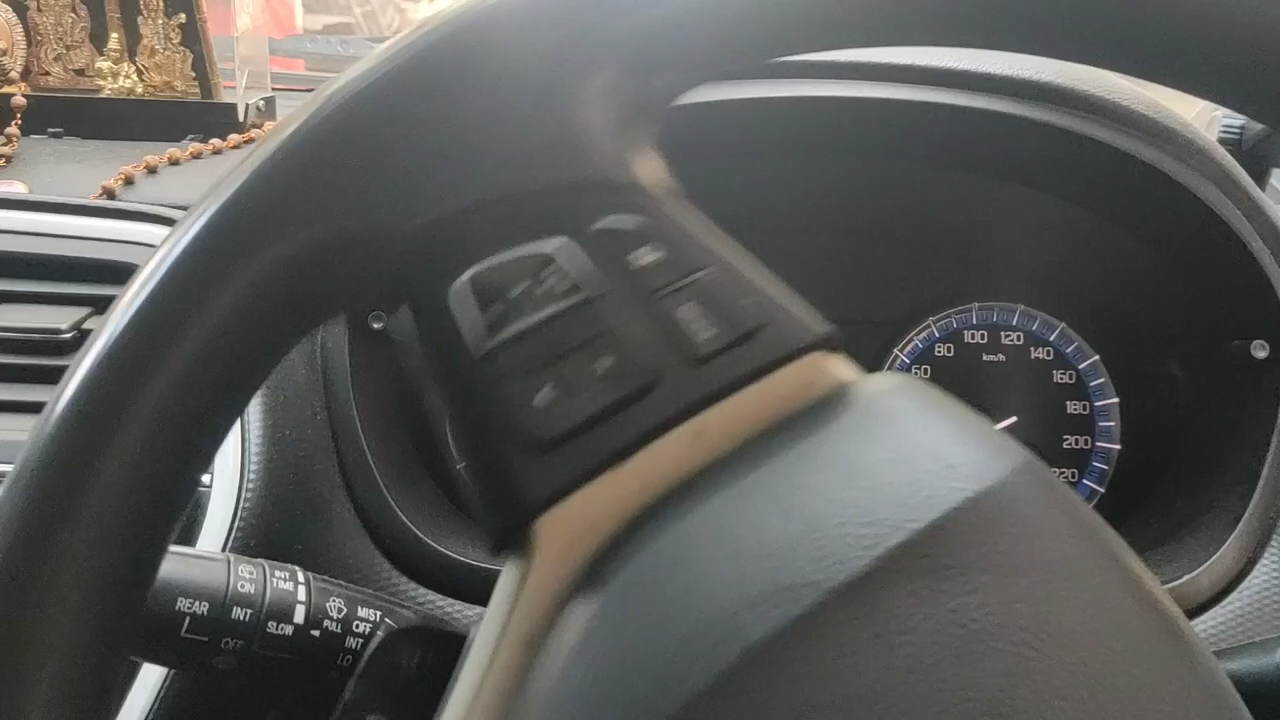 60
80
100
120
140
160
180
200
220
km/h
REAR
ON
INT
OFF
INT
TIME
SLOW
PULL
MIST
OFF
INT
LO